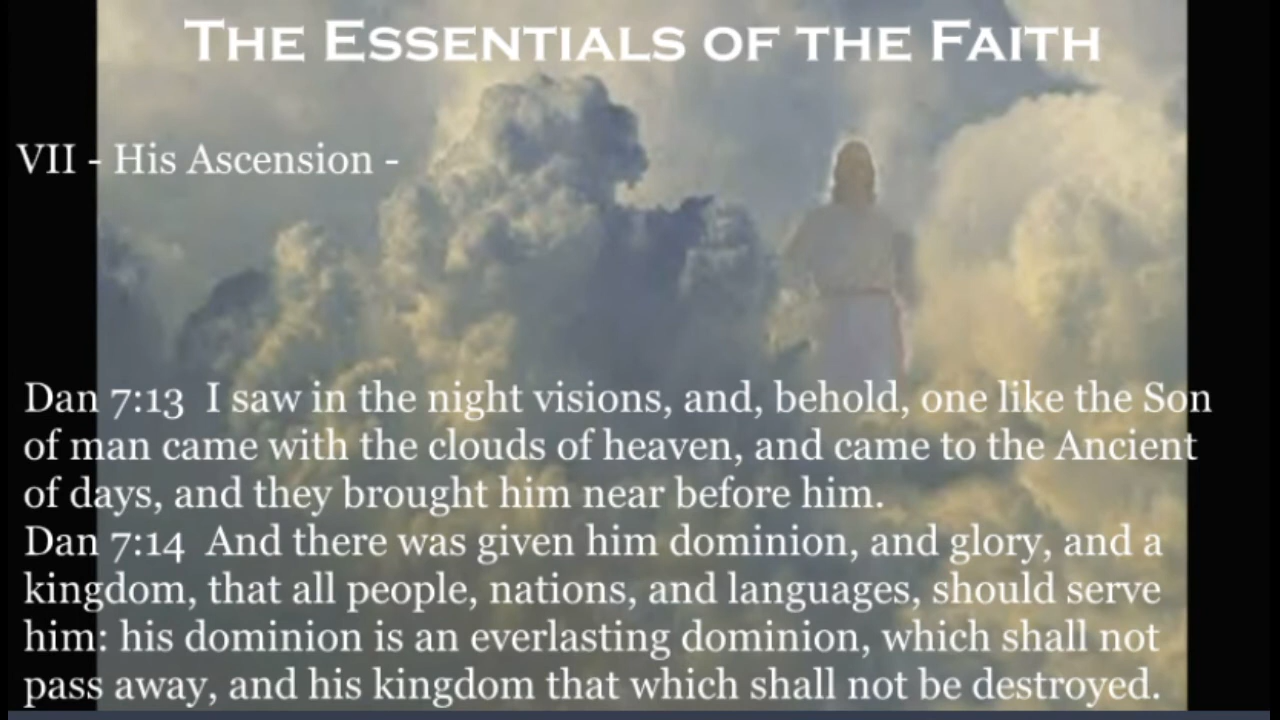 THE ESSENTIALS OF THE FAITH
VII - His Ascension -
Dan 7:13  I saw in the night visions, and, behold, one like the Son
of man came with the clouds of heaven, and came to the Ancient
of days, and they brought him near before him.
Dan 7:14  And there was given him dominion, and glory, and a
kingdom, that all people, nations, and languages, should serve
him: his dominion is an everlasting dominion, which shall not
pass away, and his kingdom that which shall not be destroyed.